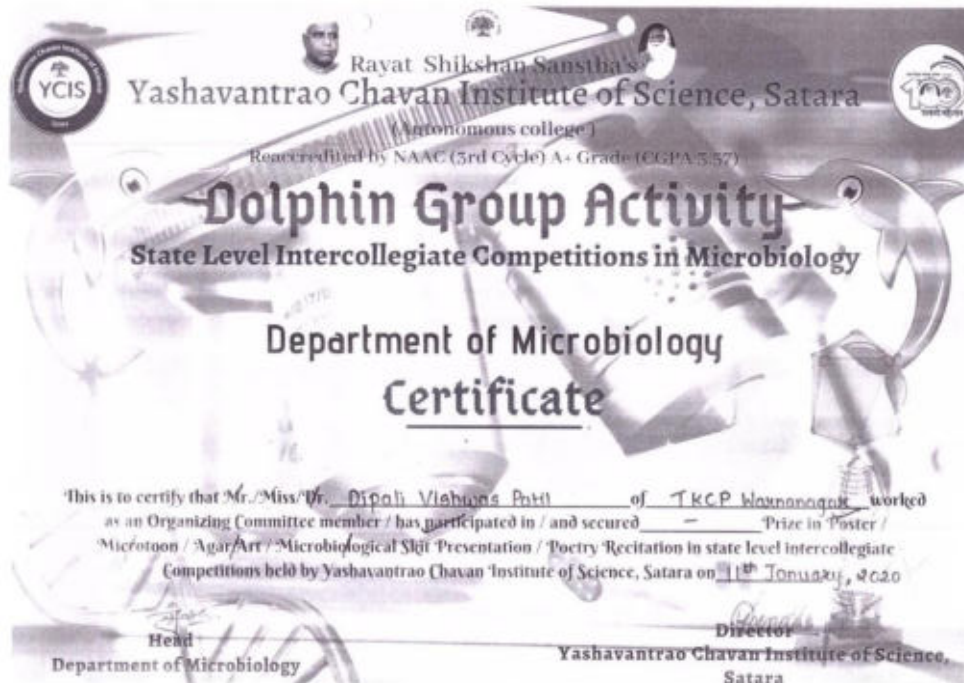 YCIS
Rayat Shikshan Sanstha's
Yashavantrao Chavan Institute of Science, Satara
(Autonomous college)
Reaccredited by NAAC (3rd Cycle) A+ Grade (CGPA 3.57)
Dolphin Group Activity
State Level Intercollegiate Competitions in Microbiology
Department of Microbiology
Certificate
This is to certify that Mr./Miss/Dr. Dipali Vishwas Patil of TKCP Warnanagar worked
as an Organizing Committee member / has participated in / and secured - Prize in Poster /
Microtoon / Agar Art / Microbiological Skit Presentation / Poetry Recitation in state level intercollegiate
Competitions held by Yashavantrao Chavan Institute of Science, Satara on 11th January, 2020
Head
Department of Microbiology
Director
Yashavantrao Chavan Institute of Science,
Satara